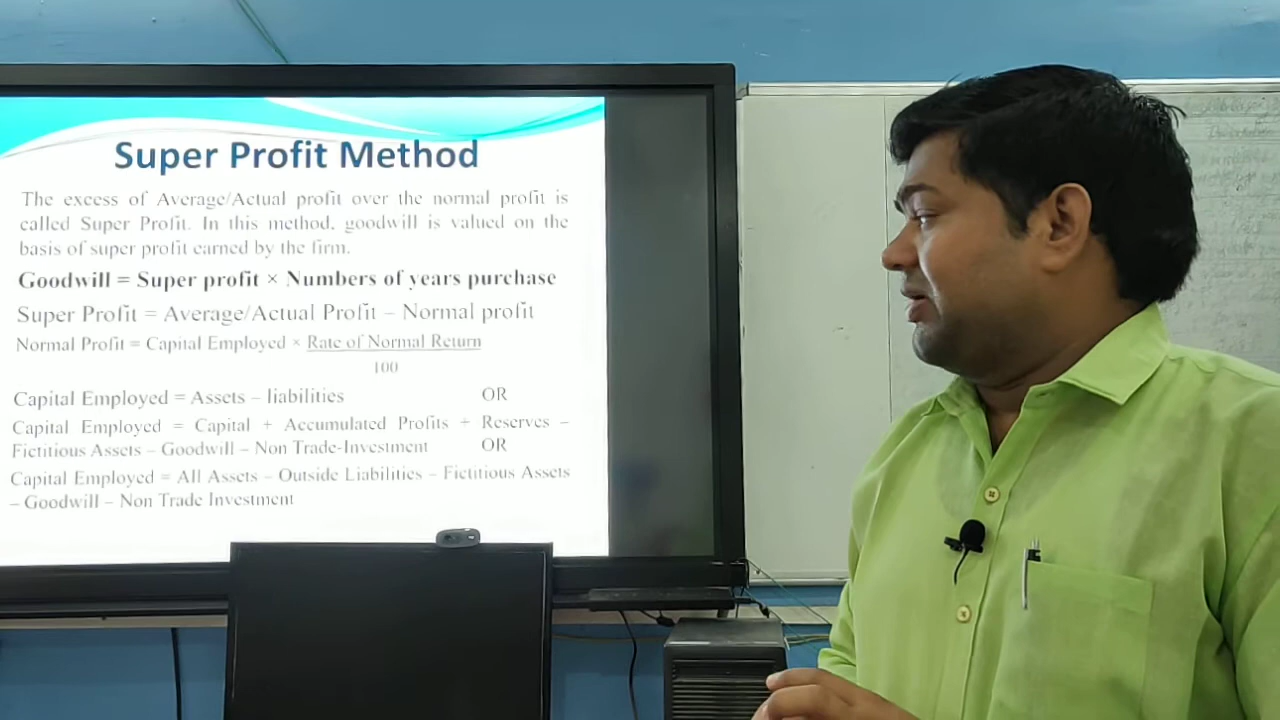 Super Profit Method
The excess of Average/Actual profit over the normal profit is
called Super Profit. In this method, goodwill is valued on the
basis of super profit earned by the firm.
Goodwill = Super profit × Numbers of years purchase
Super Profit = Average/Actual Profit – Normal profit
Normal Profit = Capital Employed × Rate of Normal Return
100
Capital Employed = Assets – liabilities OR
Capital Employed = Capital + Accumulated Profits + Reserves –
Fictitious Assets – Goodwill – Non Trade-Investment OR
Capital Employed = All Assets – Outside Liabilities – Fictitious Assets
– Goodwill – Non Trade Investment